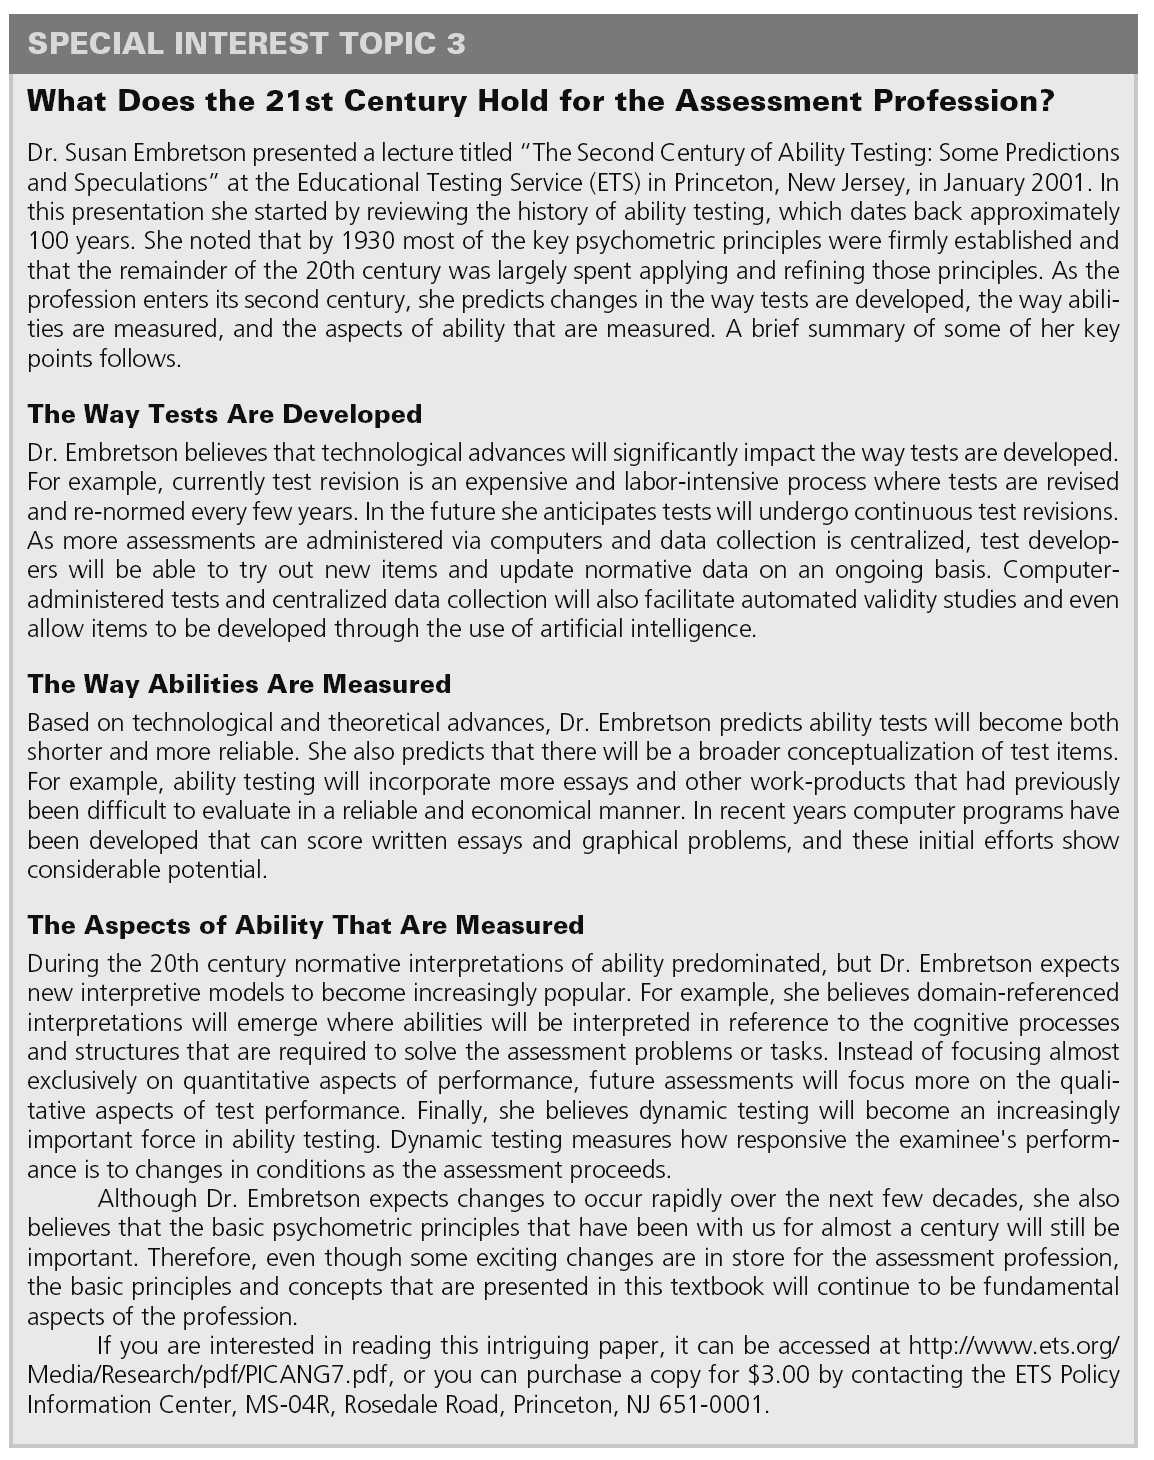 SPECIAL INTEREST TOPIC 3
What Does the 21st Century Hold for the Assessment Profession?
Dr. Susan Embretson presented a lecture titled “The Second Century of Ability Testing: Some Predictions
and Speculations” at the Educational Testing Service (ETS) in Princeton, New Jersey, in January 2001. In
this presentation she started by reviewing the history of ability testing, which dates back approximately
100 years. She noted that by 1930 most of the key psychometric principles were firmly established and
that the remainder of the 20th century was largely spent applying and refining those principles. As the
profession enters its second century, she predicts changes in the way tests are developed, the way abili-
ties are measured, and the aspects of ability that are measured. A brief summary of some of her key
points follows.
The Way Tests Are Developed
Dr. Embretson believes that technological advances will significantly impact the way tests are developed.
For example, currently test revision is an expensive and labor-intensive process where tests are revised
and re-normed every few years. In the future she anticipates tests will undergo continuous test revisions.
As more assessments are administered via computers and data collection is centralized, test develop-
ers will be able to try out new items and update normative data on an ongoing basis. Computer-
administered tests and centralized data collection will also facilitate automated validity studies and even
allow items to be developed through the use of artificial intelligence.
The Way Abilities Are Measured
Based on technological and theoretical advances, Dr. Embretson predicts ability tests will become both
shorter and more reliable. She also predicts that there will be a broader conceptualization of test items.
For example, ability testing will incorporate more essays and other work-products that had previously
been difficult to evaluate in a reliable and economical manner. In recent years computer programs have
been developed that can score written essays and graphical problems, and these initial efforts show
considerable potential.
The Aspects of Ability That Are Measured
During the 20th century normative interpretations of ability predominated, but Dr. Embretson expects
new interpretive models to become increasingly popular. For example, she believes domain-referenced
interpretations will emerge where abilities will be interpreted in reference to the cognitive processes
and structures that are required to solve the assessment problems or tasks. Instead of focusing almost
exclusively on quantitative aspects of performance, future assessments will focus more on the quali-
tative aspects of test performance. Finally, she believes dynamic testing will become an increasingly
important force in ability testing. Dynamic testing measures how responsive the examinee's perform-
ance is to changes in conditions as the assessment proceeds.
Although Dr. Embretson expects changes to occur rapidly over the next few decades, she also
believes that the basic psychometric principles that have been with us for almost a century will still be
important. Therefore, even though some exciting changes are in store for the assessment profession,
the basic principles and concepts that are presented in this textbook will continue to be fundamental
aspects of the profession.
If you are interested in reading this intriguing paper, it can be accessed at http://www.ets.org/
Media/Research/pdf/PICANG7.pdf, or you can purchase a copy for $3.00 by contacting the ETS Policy
Information Center, MS-04R, Rosedale Road, Princeton, NJ 651-0001.